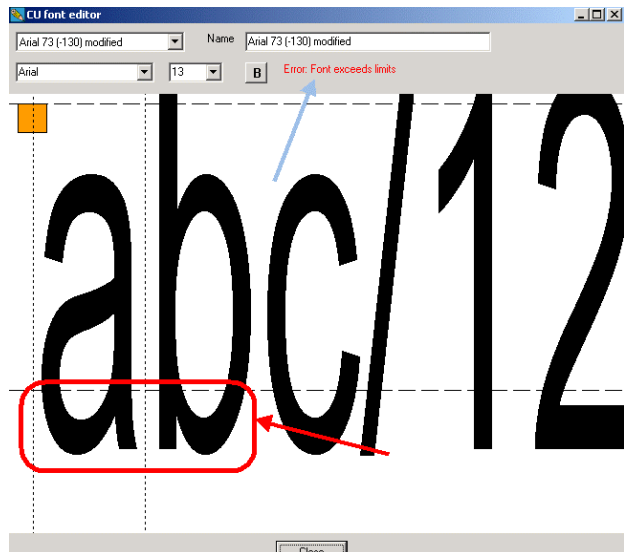 CU font editor
Arial 73 (-130) modified Name Arial 73 (-130) modified
Arial 13 B Error: Font exceeds limits
abc/12
Close